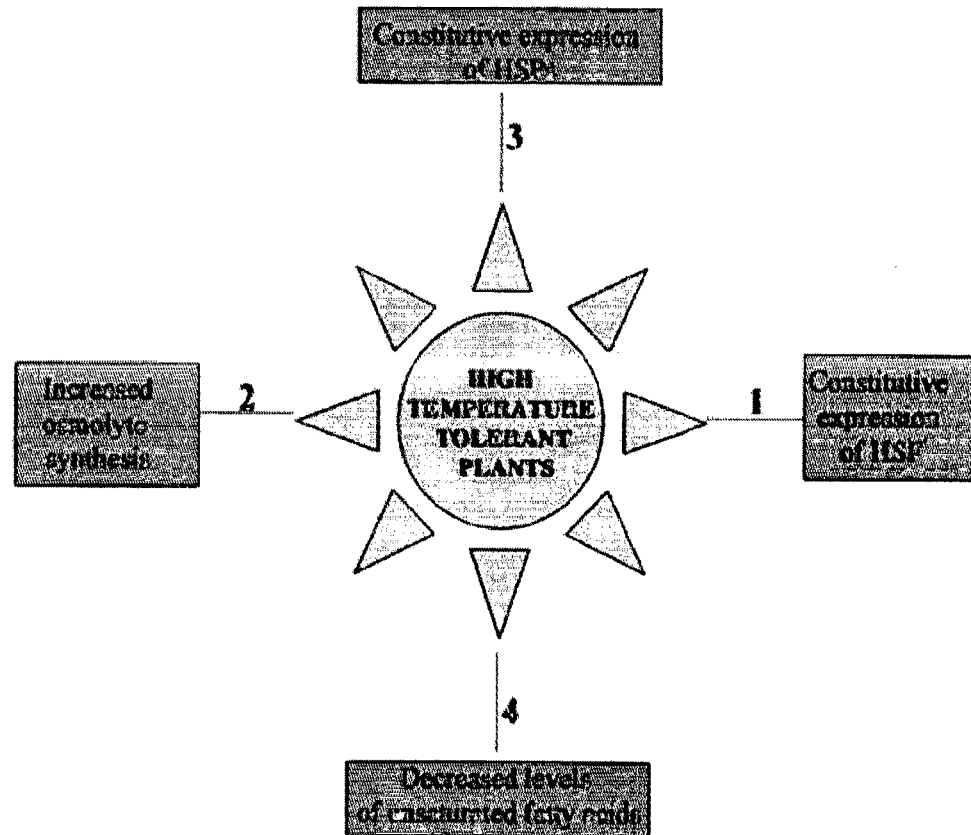 Constitutive expression
of HSPs
3
Increased
osmolyte
synthesis
2
HIGH
TEMPERATURE
TOLERANT
PLANTS
1
Constitutive
expression
of HSF
4
Decreased levels
of unsaturated fatty acids